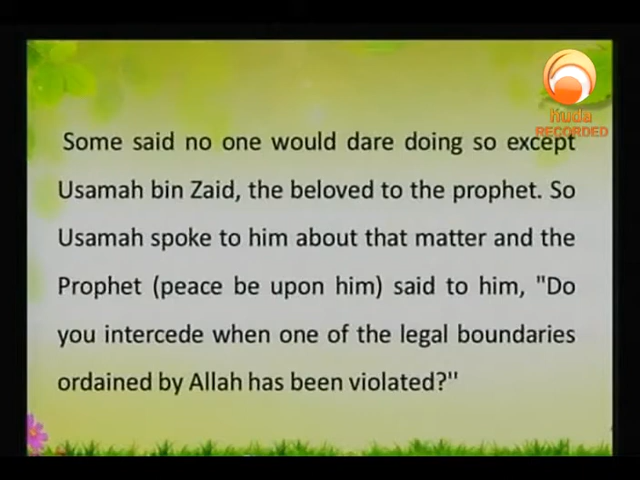 Huda
RECORDED
Some said no one would dare doing so except
Usamah bin Zaid, the beloved to the prophet. So
Usamah spoke to him about that matter and the
Prophet (peace be upon him) said to him, "Do
you intercede when one of the legal boundaries
ordained by Allah has been violated?''